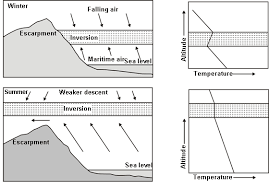 Winter
Falling air
Escarpment
Inversion
Maritime air
Sea level
Altitude
Temperature
Summer
Weaker descent
Inversion
Escarpment
Sea level
Altitude
Temperature